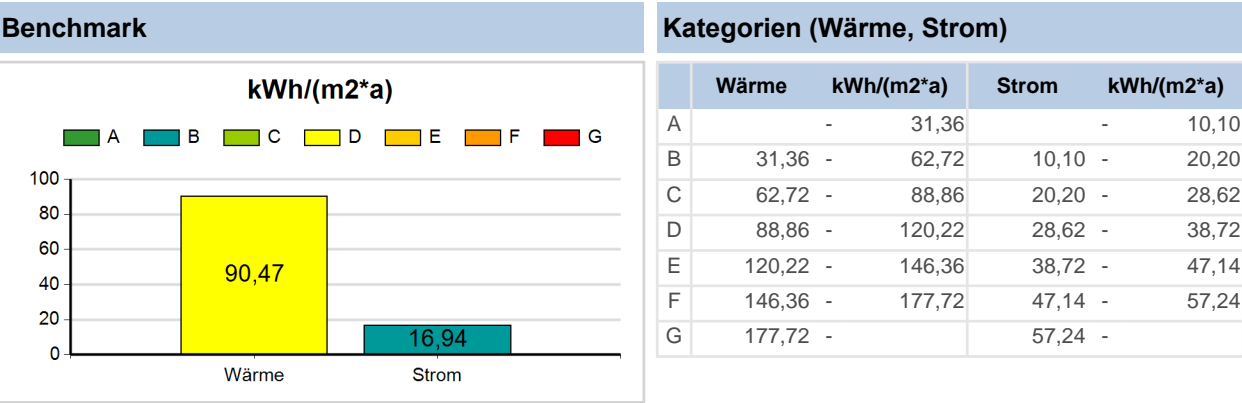 Benchmark
kWh/(m2*a)
A B C D E F G
100
80
60
40
20
0
90,47
16,94
Wärme Strom
Kategorien (Wärme, Strom)
Wärme kWh/(m2*a) Strom kWh/(m2*a)
A - 31,36 - 10,10
B 31,36 - 62,72 10,10 - 20,20
C 62,72 - 88,86 20,20 - 28,62
D 88,86 - 120,22 28,62 - 38,72
E 120,22 - 146,36 38,72 - 47,14
F 146,36 - 177,72 47,14 - 57,24
G 177,72 - 57,24 -